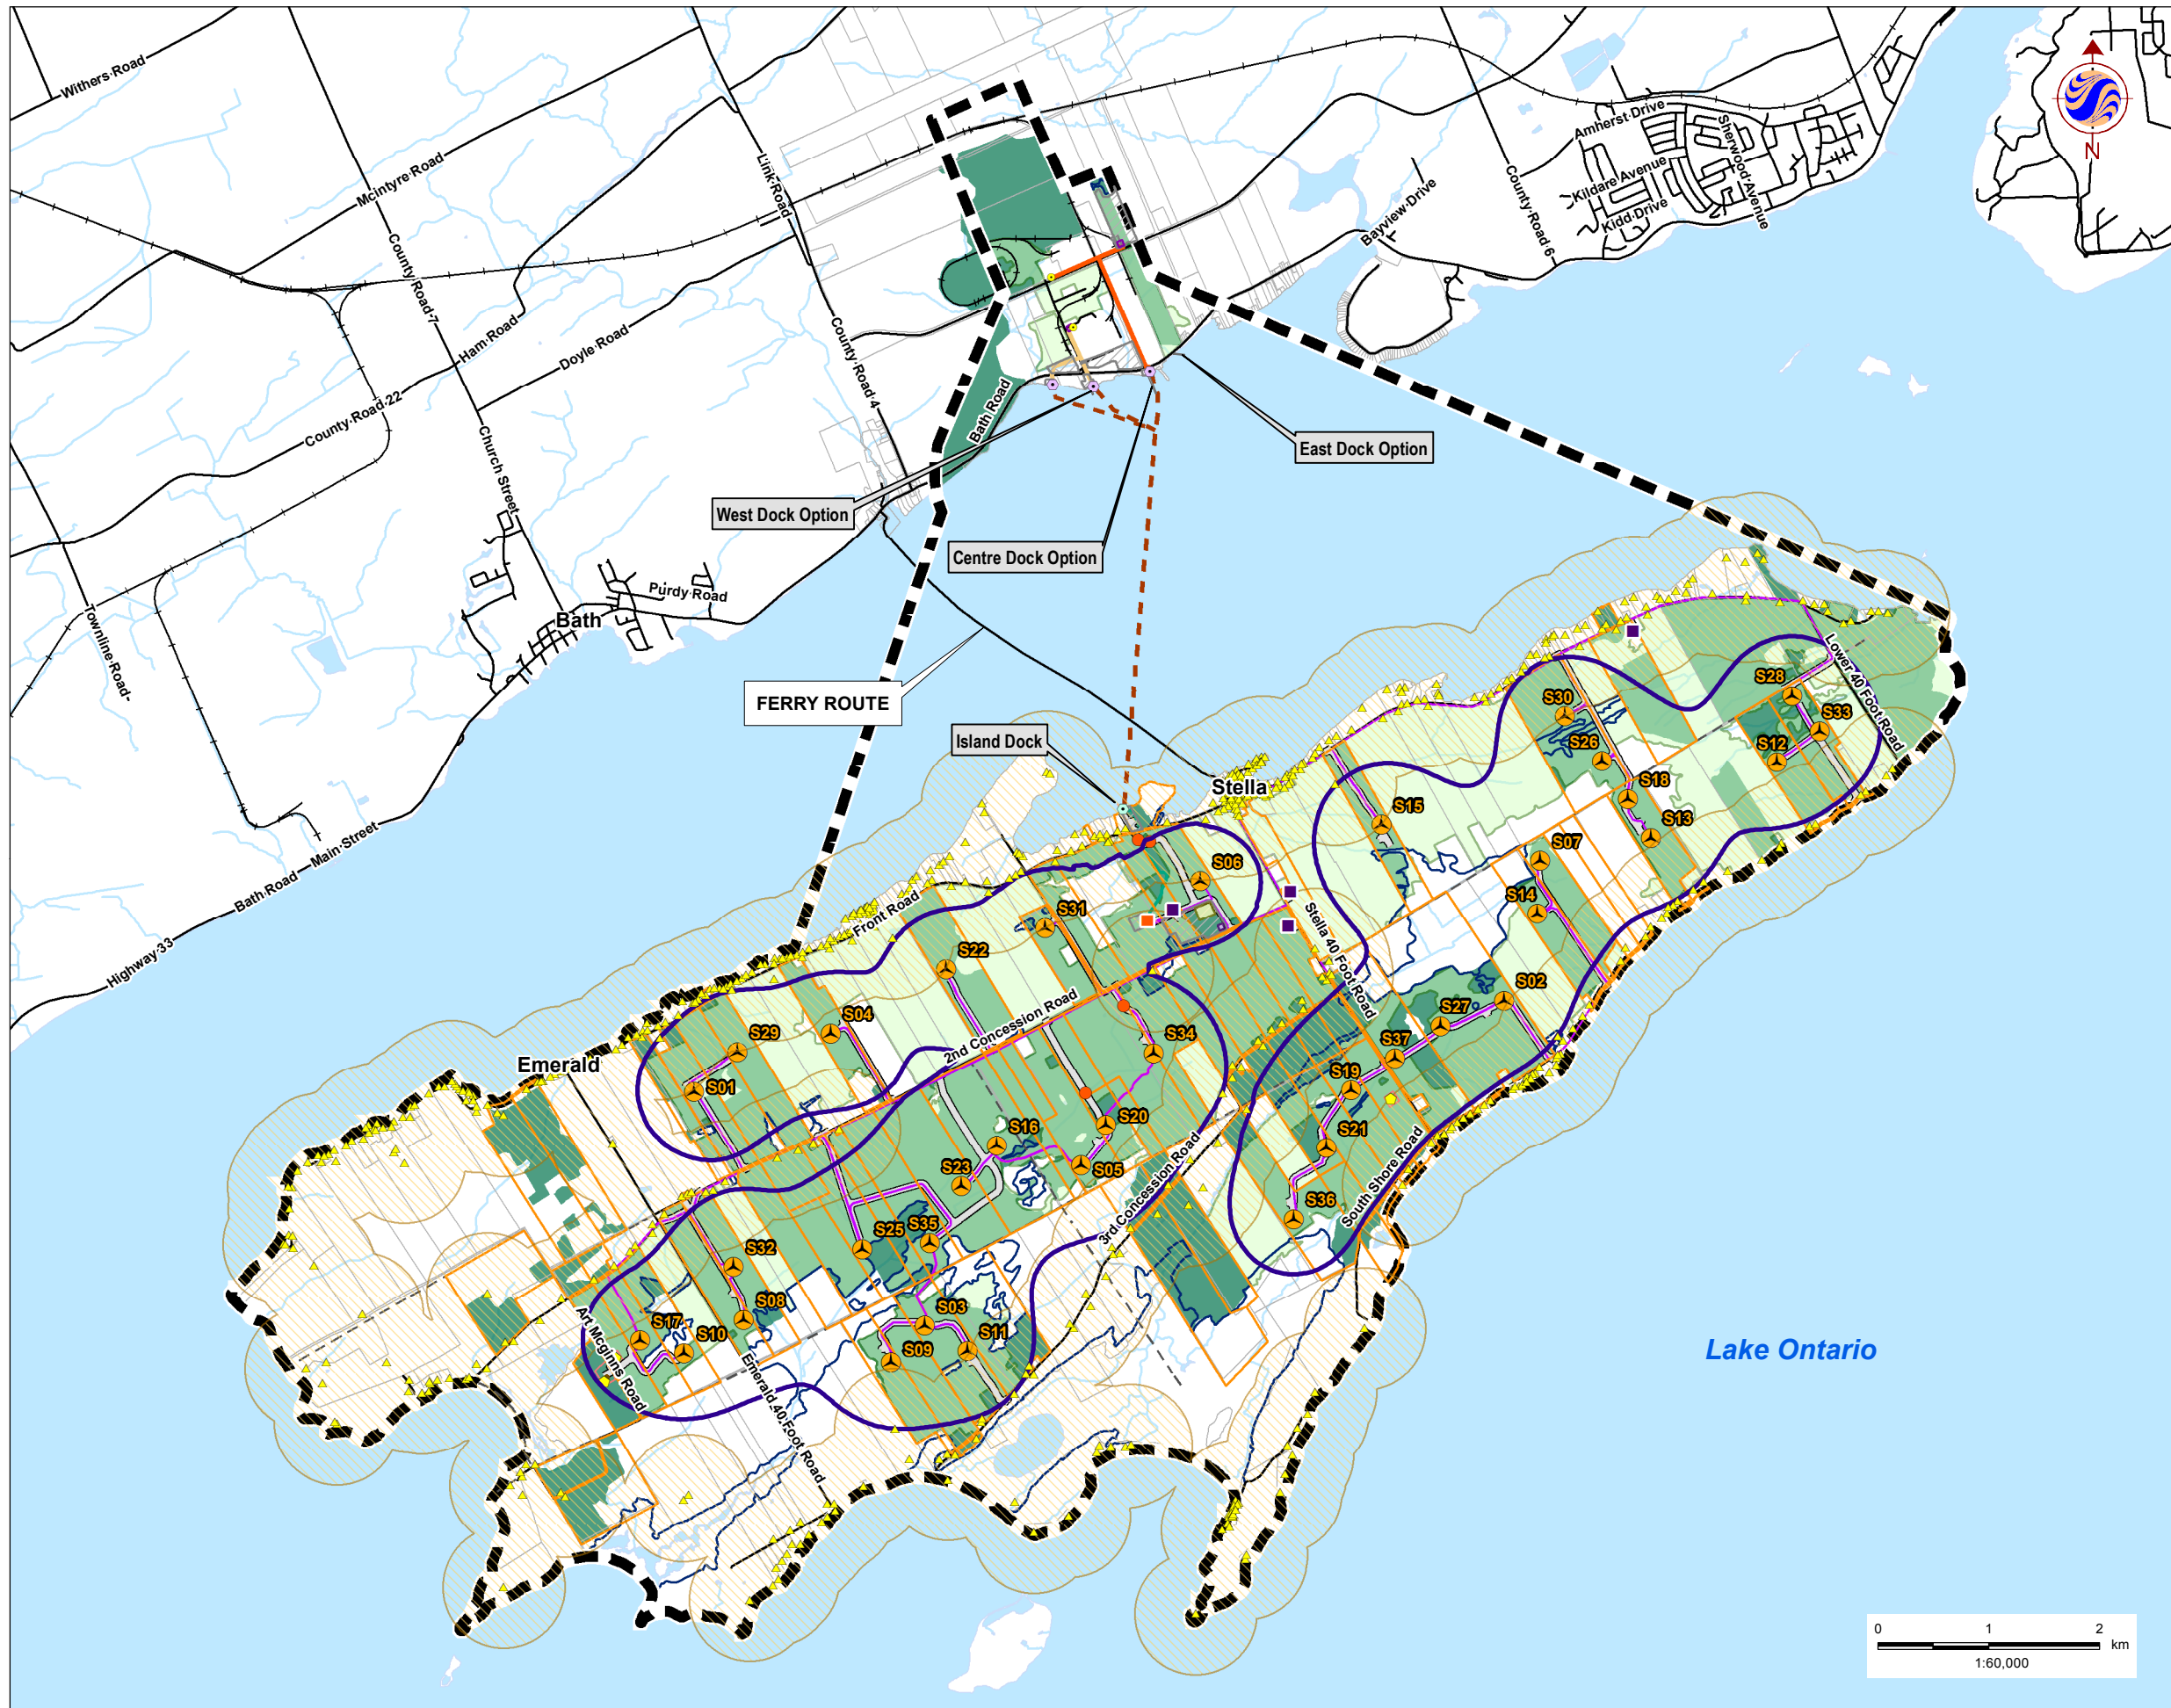 Withers Road
Mcintyre Road
County Road 7
Link Road
County Road 4
Ham Road
Doyle Road
County Road 22
Church Street
Townline Road
Bath Road
Amherst Drive
Sherwood Avenue
Kildare Avenue
Kidd Drive
County Road 6
Bayview Drive
N
East Dock Option
West Dock Option
Centre Dock Option
Purdy Road
Bath
FERRY ROUTE
Island Dock
Stella
Bath Road
Main Street
Highway 33
Lower 40 Foot Road
S28
S33
S12
S30
S26
S18
S13
S15
S07
S14
S06
S31
Front Road
S22
Stella 40 Foot Road
S02
S27
S37
2nd Concession Road
S34
S04
S29
S01
Emerald
S19
S21
S20
S16
S05
S23
3rd Concession Road
S36
South Shore Road
S25
S35
S32
S08
S03
S11
S09
S17
S10
Art Mcginns Road
Emerald 40 Foot Road
Lake Ontario
0 1 2
km
1:60,000